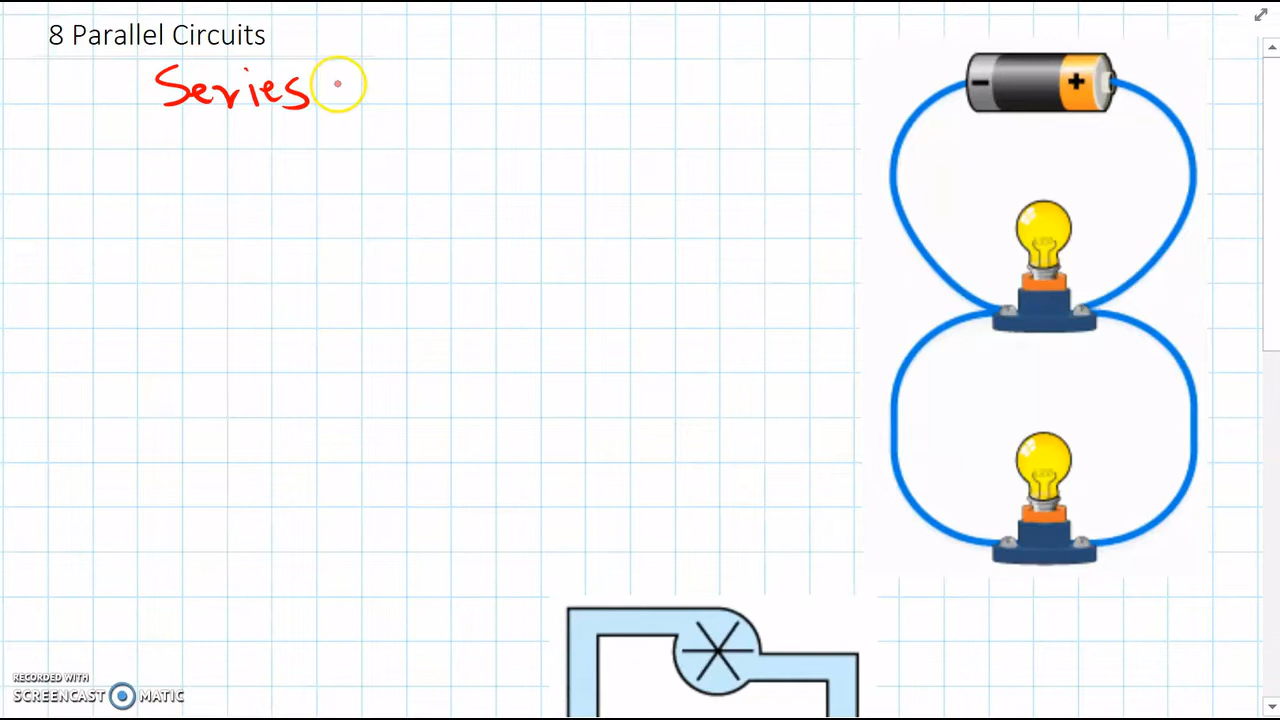 8 Parallel Circuits
Series
- +
RECORDED WITH
SCREENCAST MATIC